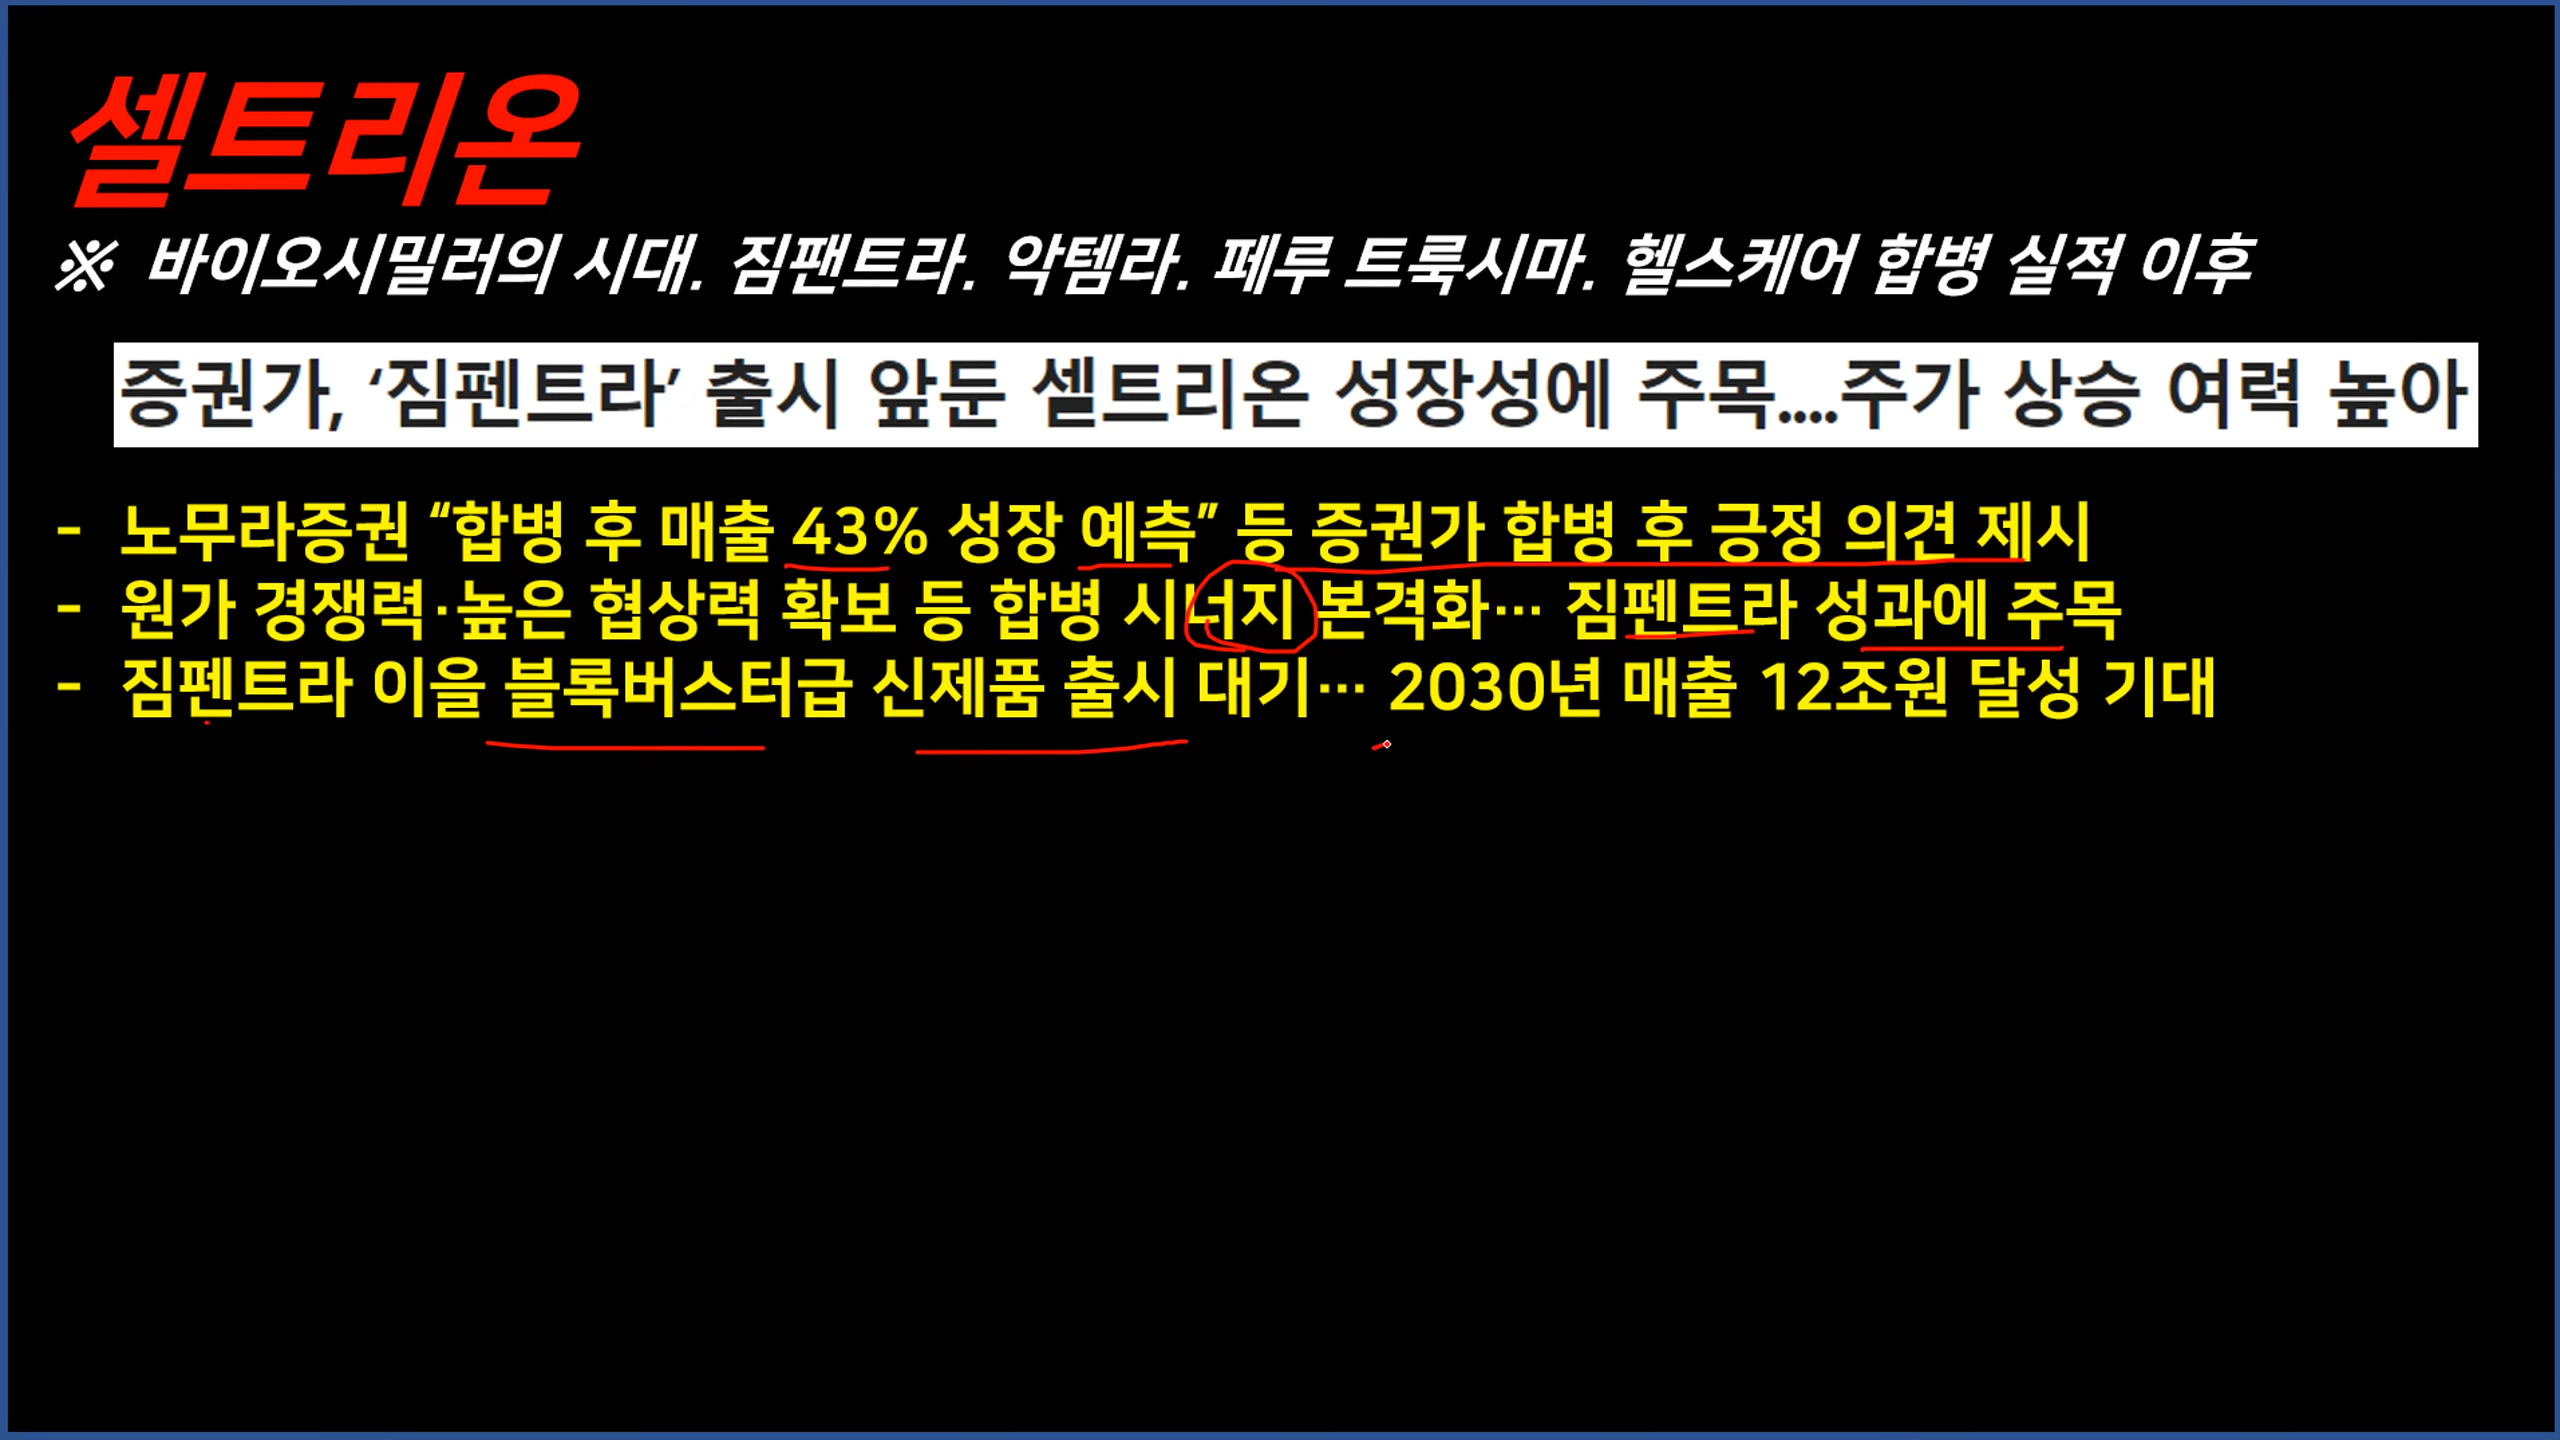 셀트리온
※ 바이오시밀러의 시대. 짐팬트라. 악템라. 페루 트룩시마. 헬스케어 합병 실적 이후
증권가, ‘짐펜트라’ 출시 앞둔 셀트리온 성장성에 주목....주가 상승 여력 높아
- 노무라증권 “합병 후 매출 43% 성장 예측” 등 증권가 합병 후 긍정 의견 제시
- 원가 경쟁력·높은 협상력 확보 등 합병 시너지 본격화… 짐펜트라 성과에 주목
- 짐펜트라 이을 블록버스터급 신제품 출시 대기… 2030년 매출 12조원 달성 기대